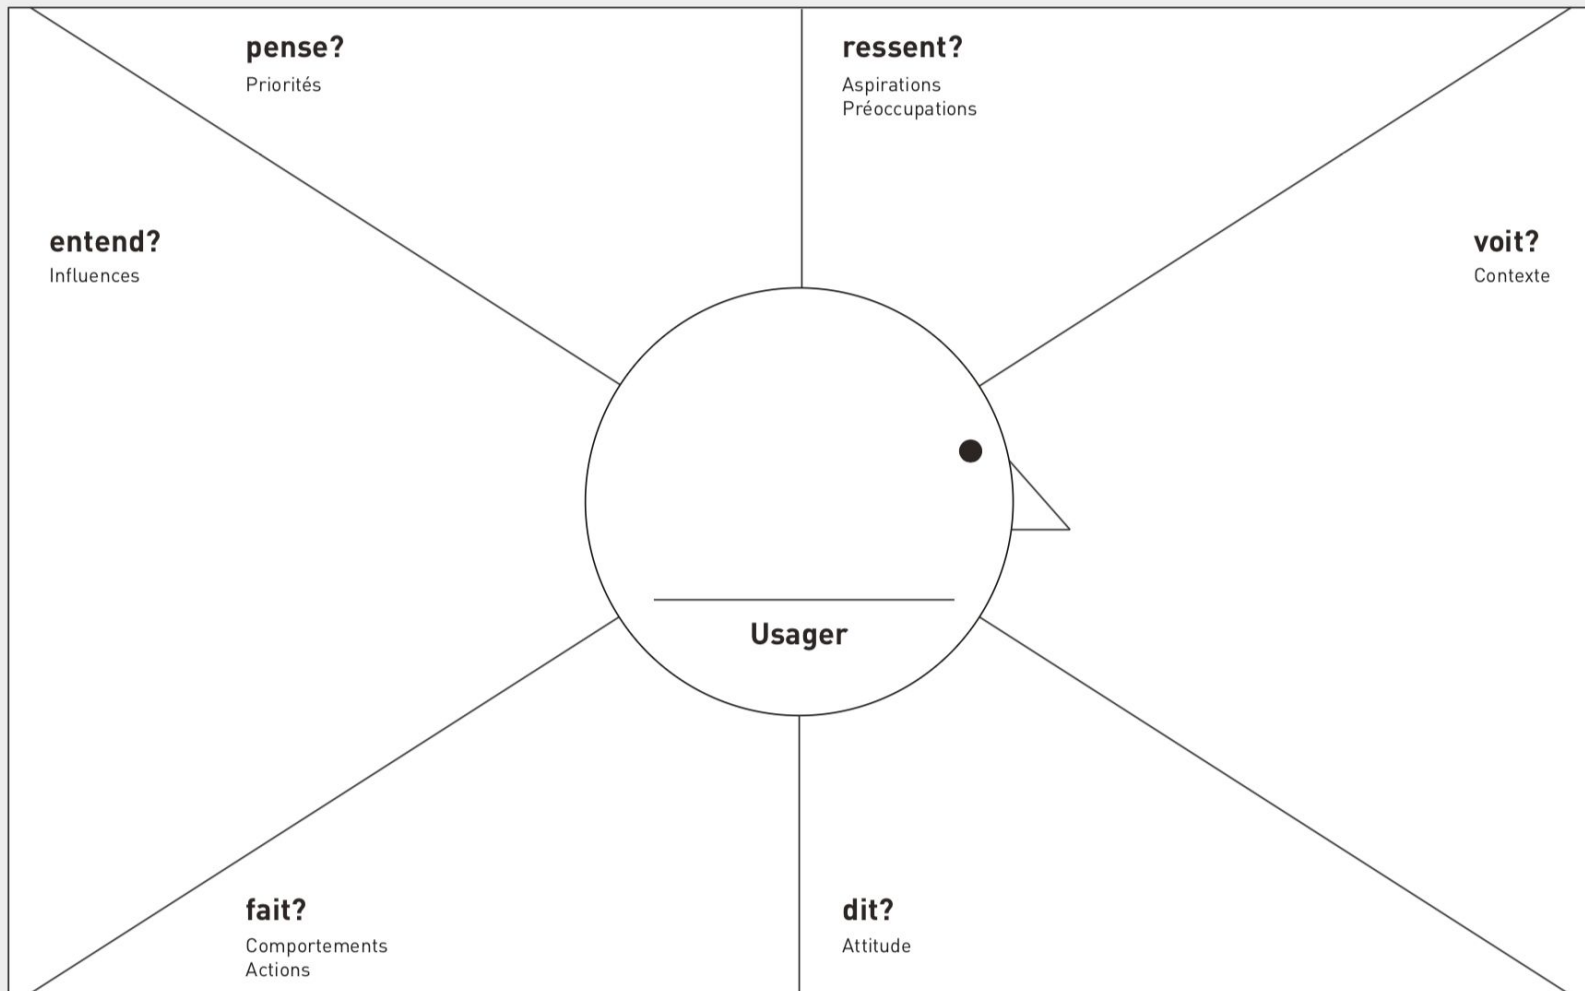 pense?
Priorités
ressent?
Aspirations
Préoccupations
entend?
Influences
voit?
Contexte
Usager
fait?
Comportements
Actions
dit?
Attitude